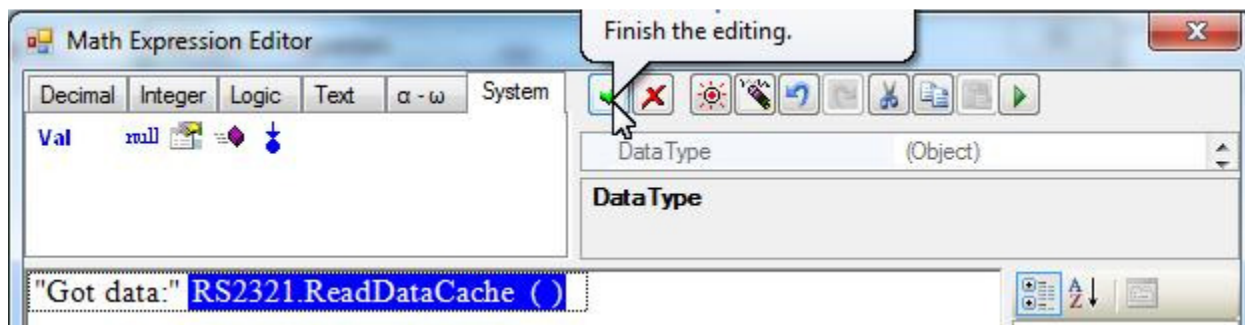 Math Expression Editor
Finish the editing.
Decimal Integer Logic Text α - ω System
Val null
DataType (Object)
DataType
"Got data:" RS2321.ReadDataCache ( )
A
Z